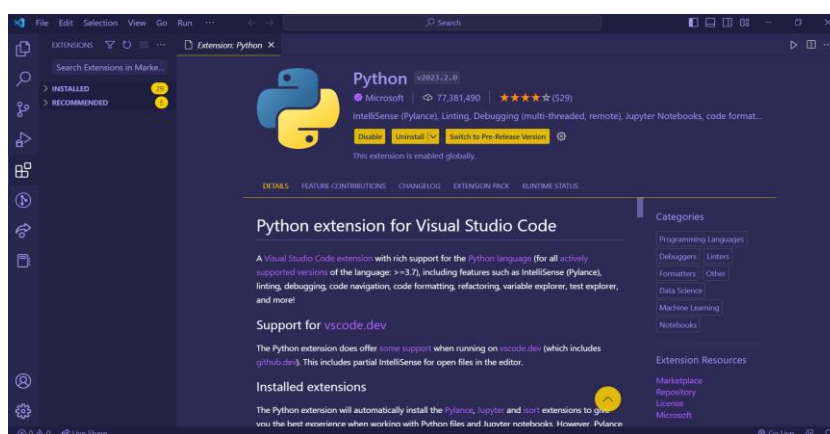 File Edit Selection View Go Run ... Search
EXTENSIONS
Extension: Python
Search Extensions in Marke...
INSTALLED 29
RECOMMENDED 5
Python v2023.2.0
Microsoft 77,381,490 (529)
IntelliSense (Pylance), Linting, Debugging (multi-threaded, remote), Jupyter Notebooks, code format...
Disable Uninstall Switch to Pre-Release Version
This extension is enabled globally.
DETAILS FEATURE CONTRIBUTIONS CHANGELOG EXTENSION PACK RUNTIME STATUS
Python extension for Visual Studio Code
A Visual Studio Code extension with rich support for the Python language (for all actively
supported versions of the language: >=3.7), including features such as IntelliSense (Pylance),
linting, debugging, code navigation, code formatting, refactoring, variable explorer, test explorer,
and more!
Support for vscode.dev
The Python extension does offer some support when running on vscode.dev (which includes
github.dev). This includes partial IntelliSense for open files in the editor.
Installed extensions
The Python extension will automatically install the Pylance, Jupyter and isort extensions to give
you the best experience when working with Python files and Jupyter notebooks. However, Pylance
Categories
Programming Languages
Debuggers Linters
Formatters Other
Data Science
Machine Learning
Notebooks
Extension Resources
Marketplace
Repository
License
Microsoft
0 0 Live Share Go Live